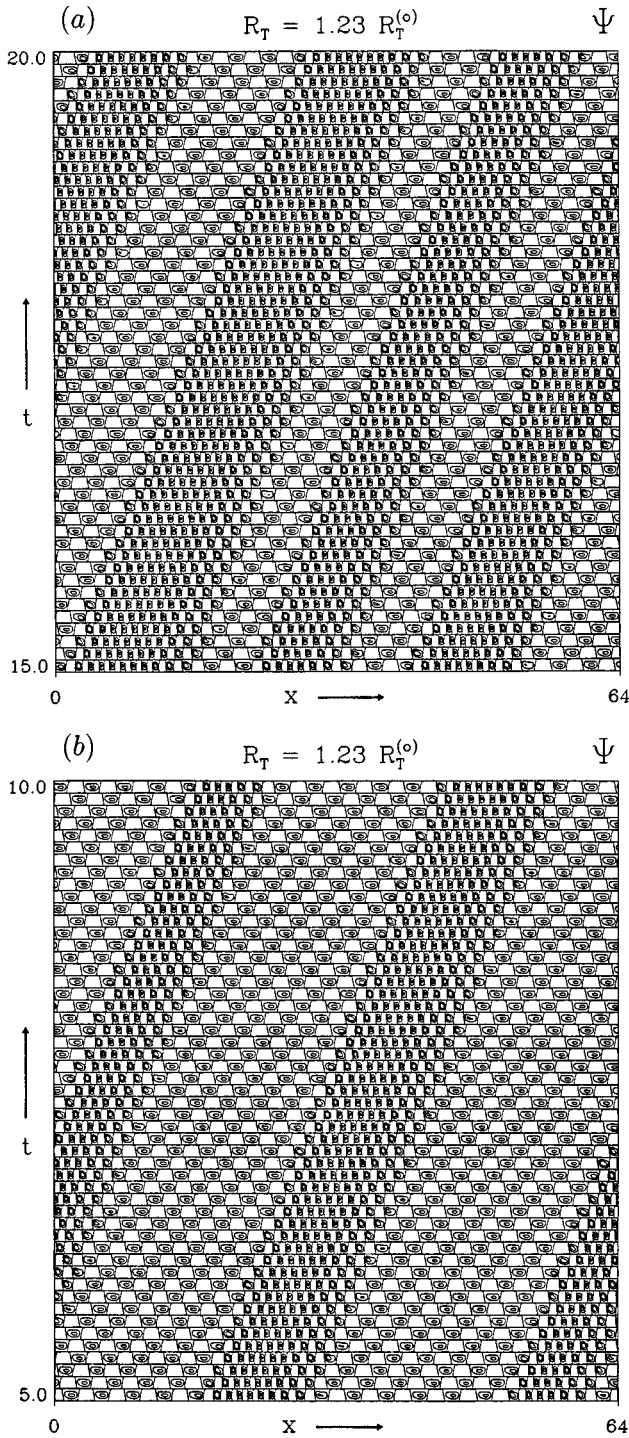 (a) R_T = 1.23 R_T^(o) Ψ
20.0
t
15.0
0 X 64
(b) R_T = 1.23 R_T^(o) Ψ
10.0
t
5.0
0 X 64